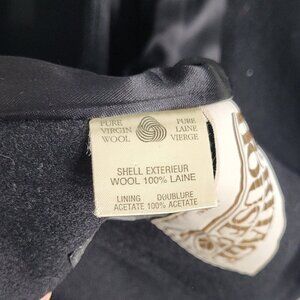 PURE PURE
VIRGIN LAINE
WOOL VIERGE
SHELL EXTERIEUR
WOOL 100% LAINE
LINING DOUBLURE
ACETATE 100% ACETATE